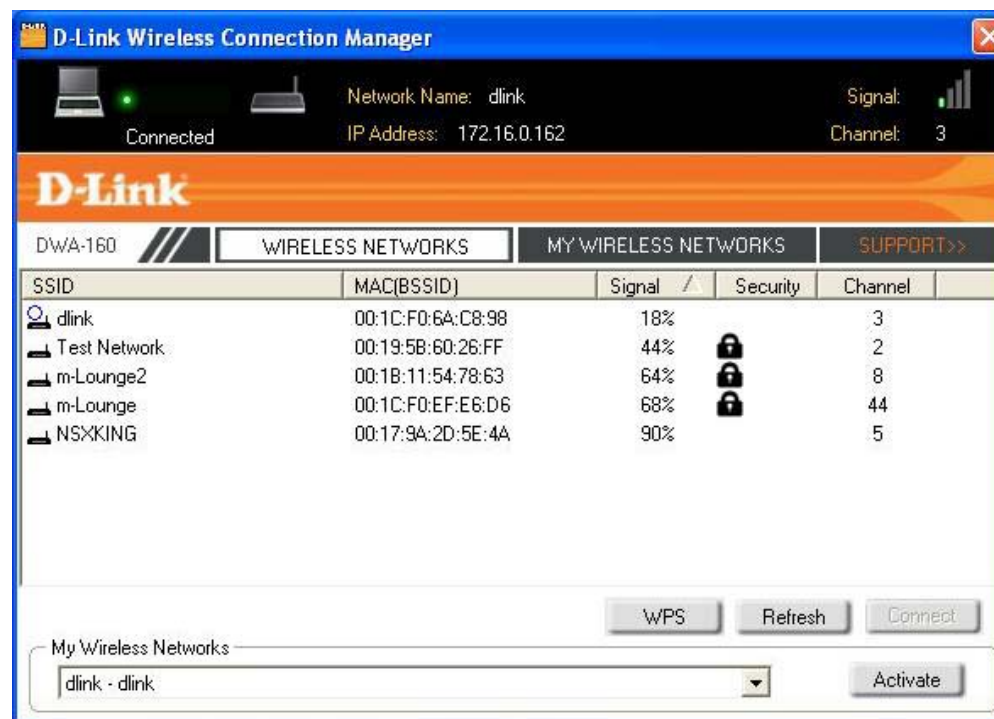 D-Link Wireless Connection Manager
Network Name: dlink Signal:
Connected IP Address: 172.16.0.162 Channel: 3
D-Link
DWA-160 WIRELESS NETWORKS MY WIRELESS NETWORKS SUPPORT>>
SSID MAC(BSSID) Signal Security Channel
dlink 00:1C:F0:6A:C8:98 18% 3
Test Network 00:19:5B:60:26:FF 44% 2
m-Lounge2 00:1B:11:54:78:63 64% 8
m-Lounge 00:1C:F0:EF:E6:D6 68% 44
NSXKING 00:17:9A:2D:5E:4A 90% 5
WPS Refresh Connect
My Wireless Networks
dlink - dlink Activate